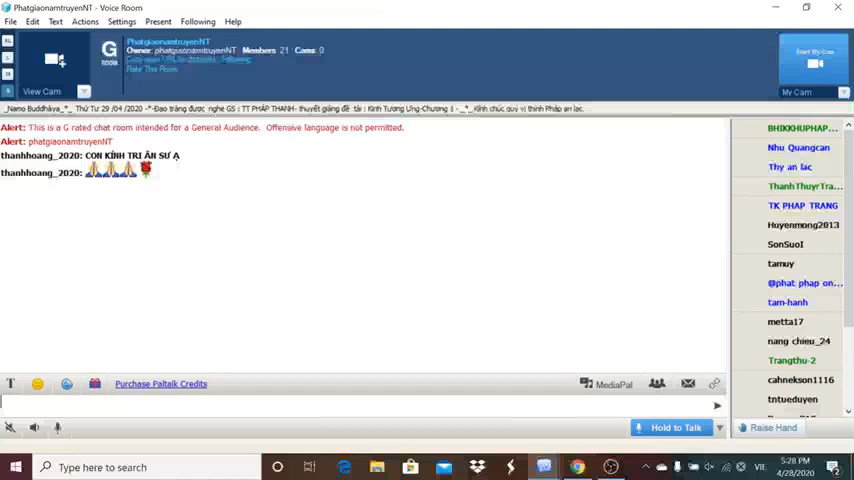 PhatgiaonamtruyenNT - Voice Room
File Edit Text Actions Settings Present Following Help
XL
L
M
S
View Cam
G
ROOM
PhatgiaonamtruyenNT
Owner: phatgiaonamtruyenNT Members 21 Cams: 0
Rate This Room
Start My Cam
My Cam
_Namo Buddhāya_*_ Thứ Tư 29 /04 /2020 -*-Đạo tràng được nghe GS : TT PHÁP THANH- thuyết giảng đề tài : Kinh Tương Ưng-Chương 1 - _*_Kính chúc quý vị thính Pháp an lạc.
Alert: This is a G rated chat room intended for a General Audience. Offensive language is not permitted.
Alert: phatgiaonamtruyenNT
thanhhoang_2020: CON KÍNH TRI ÂN SƯ Ạ
thanhhoang_2020:
BHIKKHUPHAP...
Nhu Quangcan
Thy an lac
ThanhThuyrTra...
TK PHAP TRANG
Huyenmong2013
SonSuoI
tamuy
@phat phap on...
tam-hanh
metta17
nang chieu_24
Trangthu-2
cahnekson1116
tntueduyen
T Purchase Paltalk Credits MediaPal
Hold to Talk Raise Hand
Type here to search
VIE
5:28 PM
4/28/2020
2